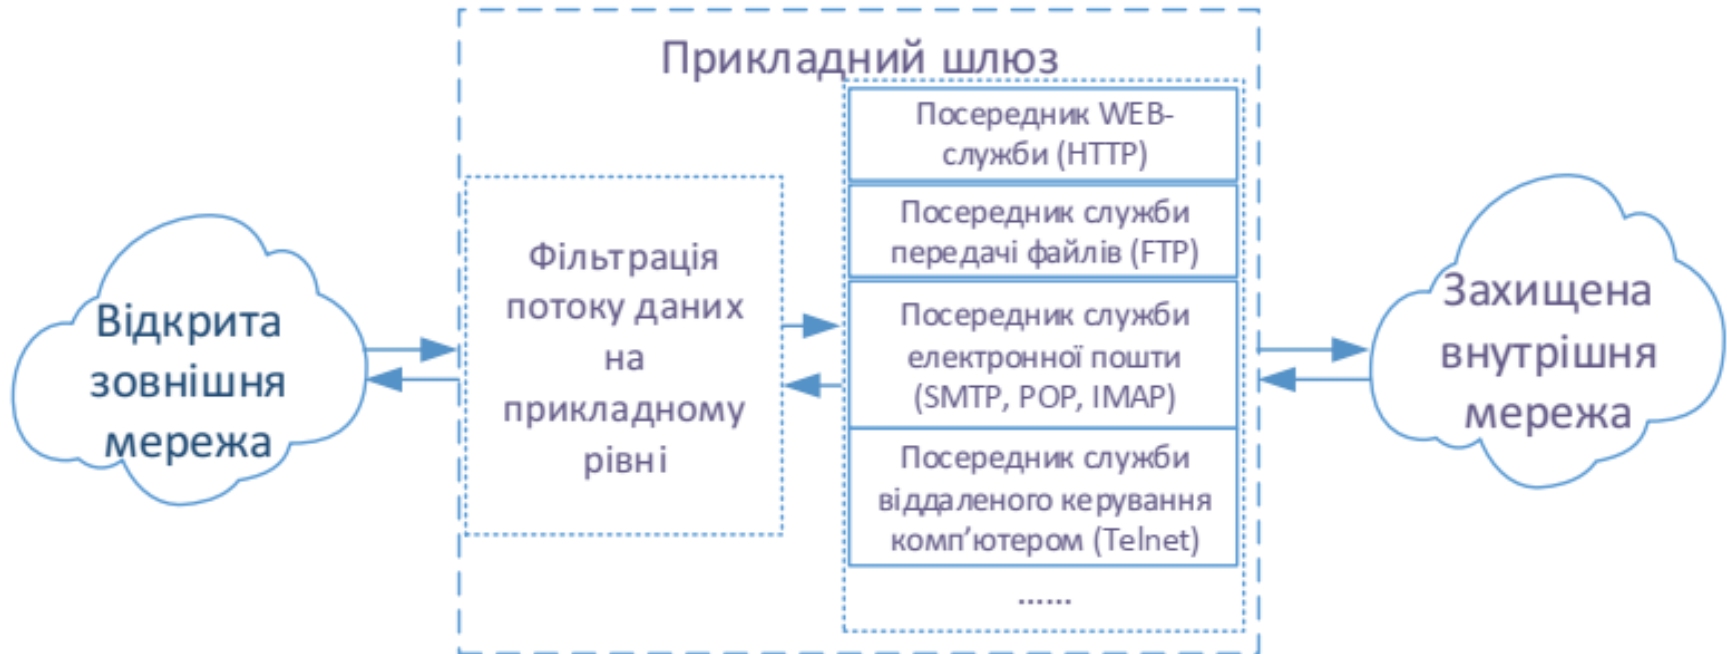 Прикладний шлюз
Відкрита
зовнішня
мережа
Фільтрація
потоку даних
на
прикладному
рівні
Посередник WEB-
служби (HTTP)
Посередник служби
передачі файлів (FTP)
Посередник служби
електронної пошти
(SMTP, POP, IMAP)
Посередник служби
віддаленого керування
комп’ютером (Telnet)
......
Захищена
внутрішня
мережа